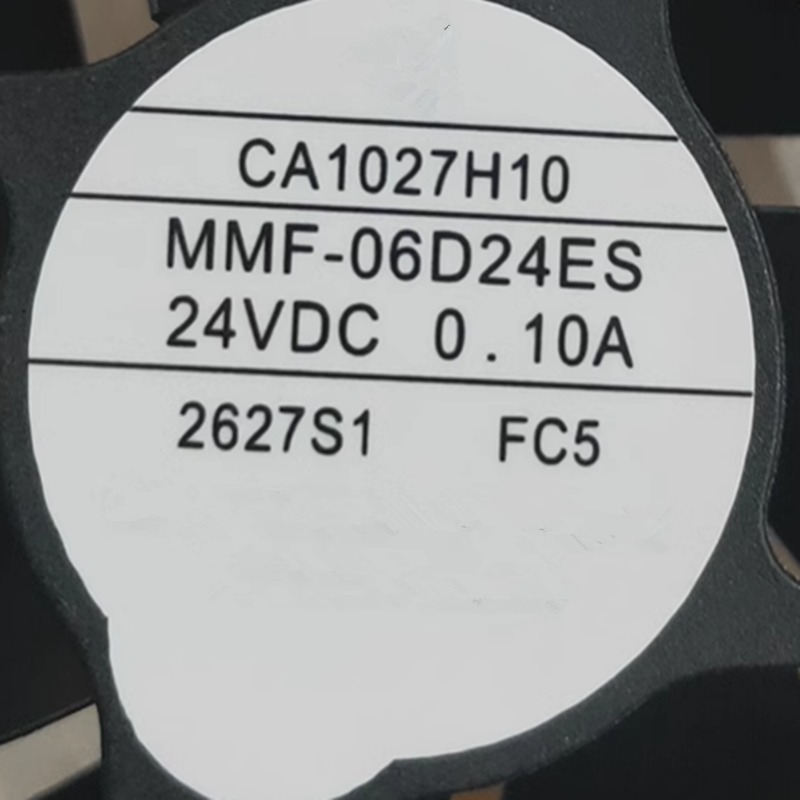 CA1027H10
MMF-06D24ES
24VDC 0.10A
2627S1 FC5